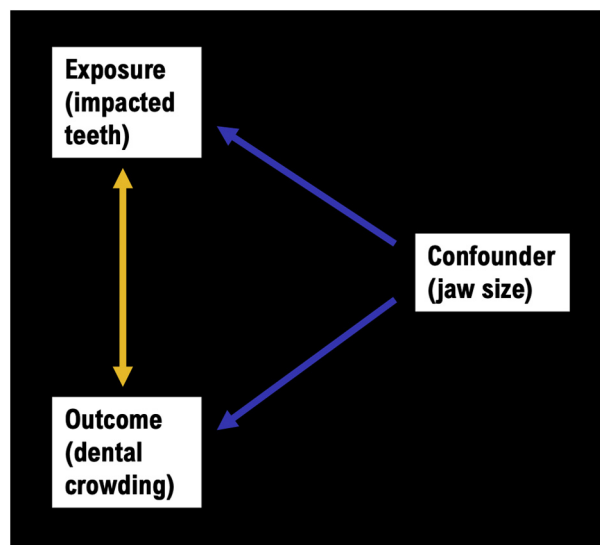 Exposure
(impacted
teeth)
Confounder
(jaw size)
Outcome
(dental
crowding)